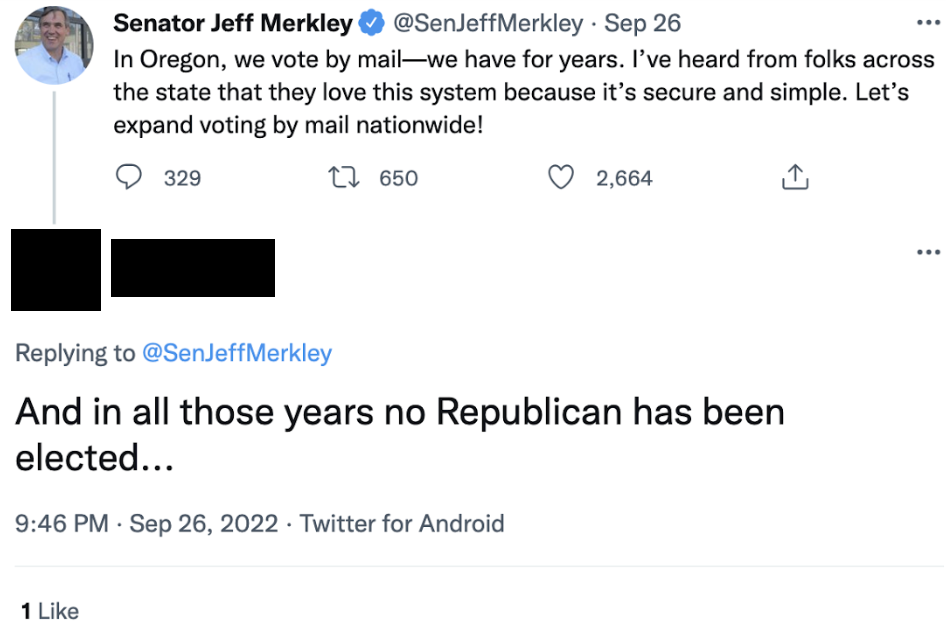 Senator Jeff Merkley @SenJeffMerkley · Sep 26
In Oregon, we vote by mail—we have for years. I’ve heard from folks across
the state that they love this system because it’s secure and simple. Let’s
expand voting by mail nationwide!
329 650 2,664
Replying to @SenJeffMerkley
And in all those years no Republican has been
elected...
9:46 PM · Sep 26, 2022 · Twitter for Android
1 Like